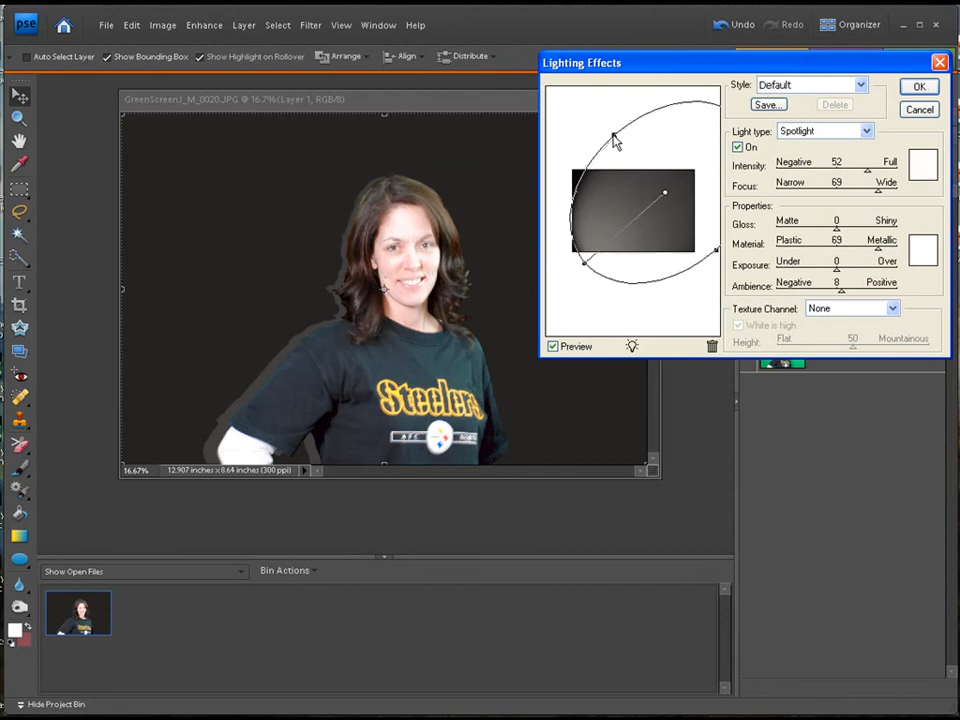 pse File Edit Image Enhance Layer Select Filter View Window Help Undo Redo Organizer
Auto Select Layer Show Bounding Box Show Highlight on Rollover Arrange Align Distribute
GreenScreenJ_M_0020.JPG @ 16.7%(Layer 1, RGB/8)
Lighting Effects
Style: Default OK
Save... Delete Cancel
Light type: Spotlight
On
Intensity: Negative 52 Full
Focus: Narrow 69 Wide
Properties:
Gloss: Matte 0 Shiny
Material: Plastic 69 Metallic
Exposure: Under 0 Over
Ambience: Negative 8 Positive
Texture Channel: None
White is high
Height: Flat 50 Mountainous
Preview
T
Steelers
16.67% 12.907 inches x 8.64 inches (300 ppi)
Show Open Files Bin Actions
Hide Project Bin